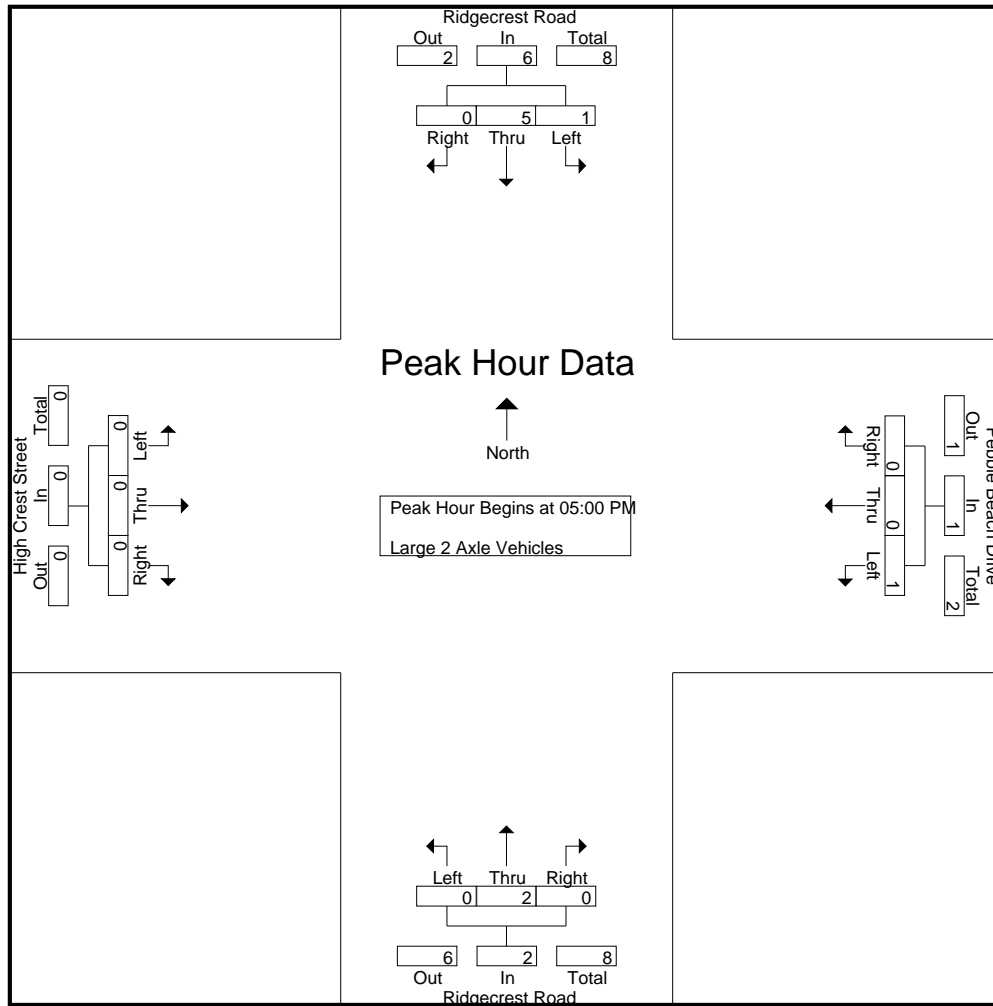 Ridgecrest Road
Out In Total
2 6 8
0 5 1
Right Thru Left
Peak Hour Data
North
Peak Hour Begins at 05:00 PM
Large 2 Axle Vehicles
High Crest Street
Total In Out
0 0 0
0 0 0
Left Thru Right
Pebble Beach Drive
Out In Total
1 1 2
0 0 1
Right Thru Left
Left Thru Right
0 2 0
6 2 8
Out In Total
Ridgecrest Road